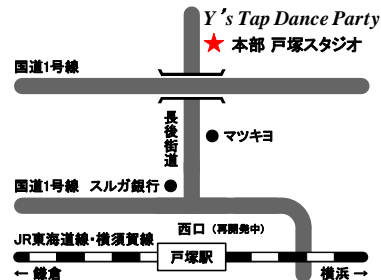 Y's Tap Dance Party
★ 本部 戸塚スタジオ
国道1号線
長後街道
● マツキヨ
国道1号線 スルガ銀行 ●
西口 (再開発中)
JR東海道線・横須賀線
戸塚駅
← 鎌倉
横浜 →